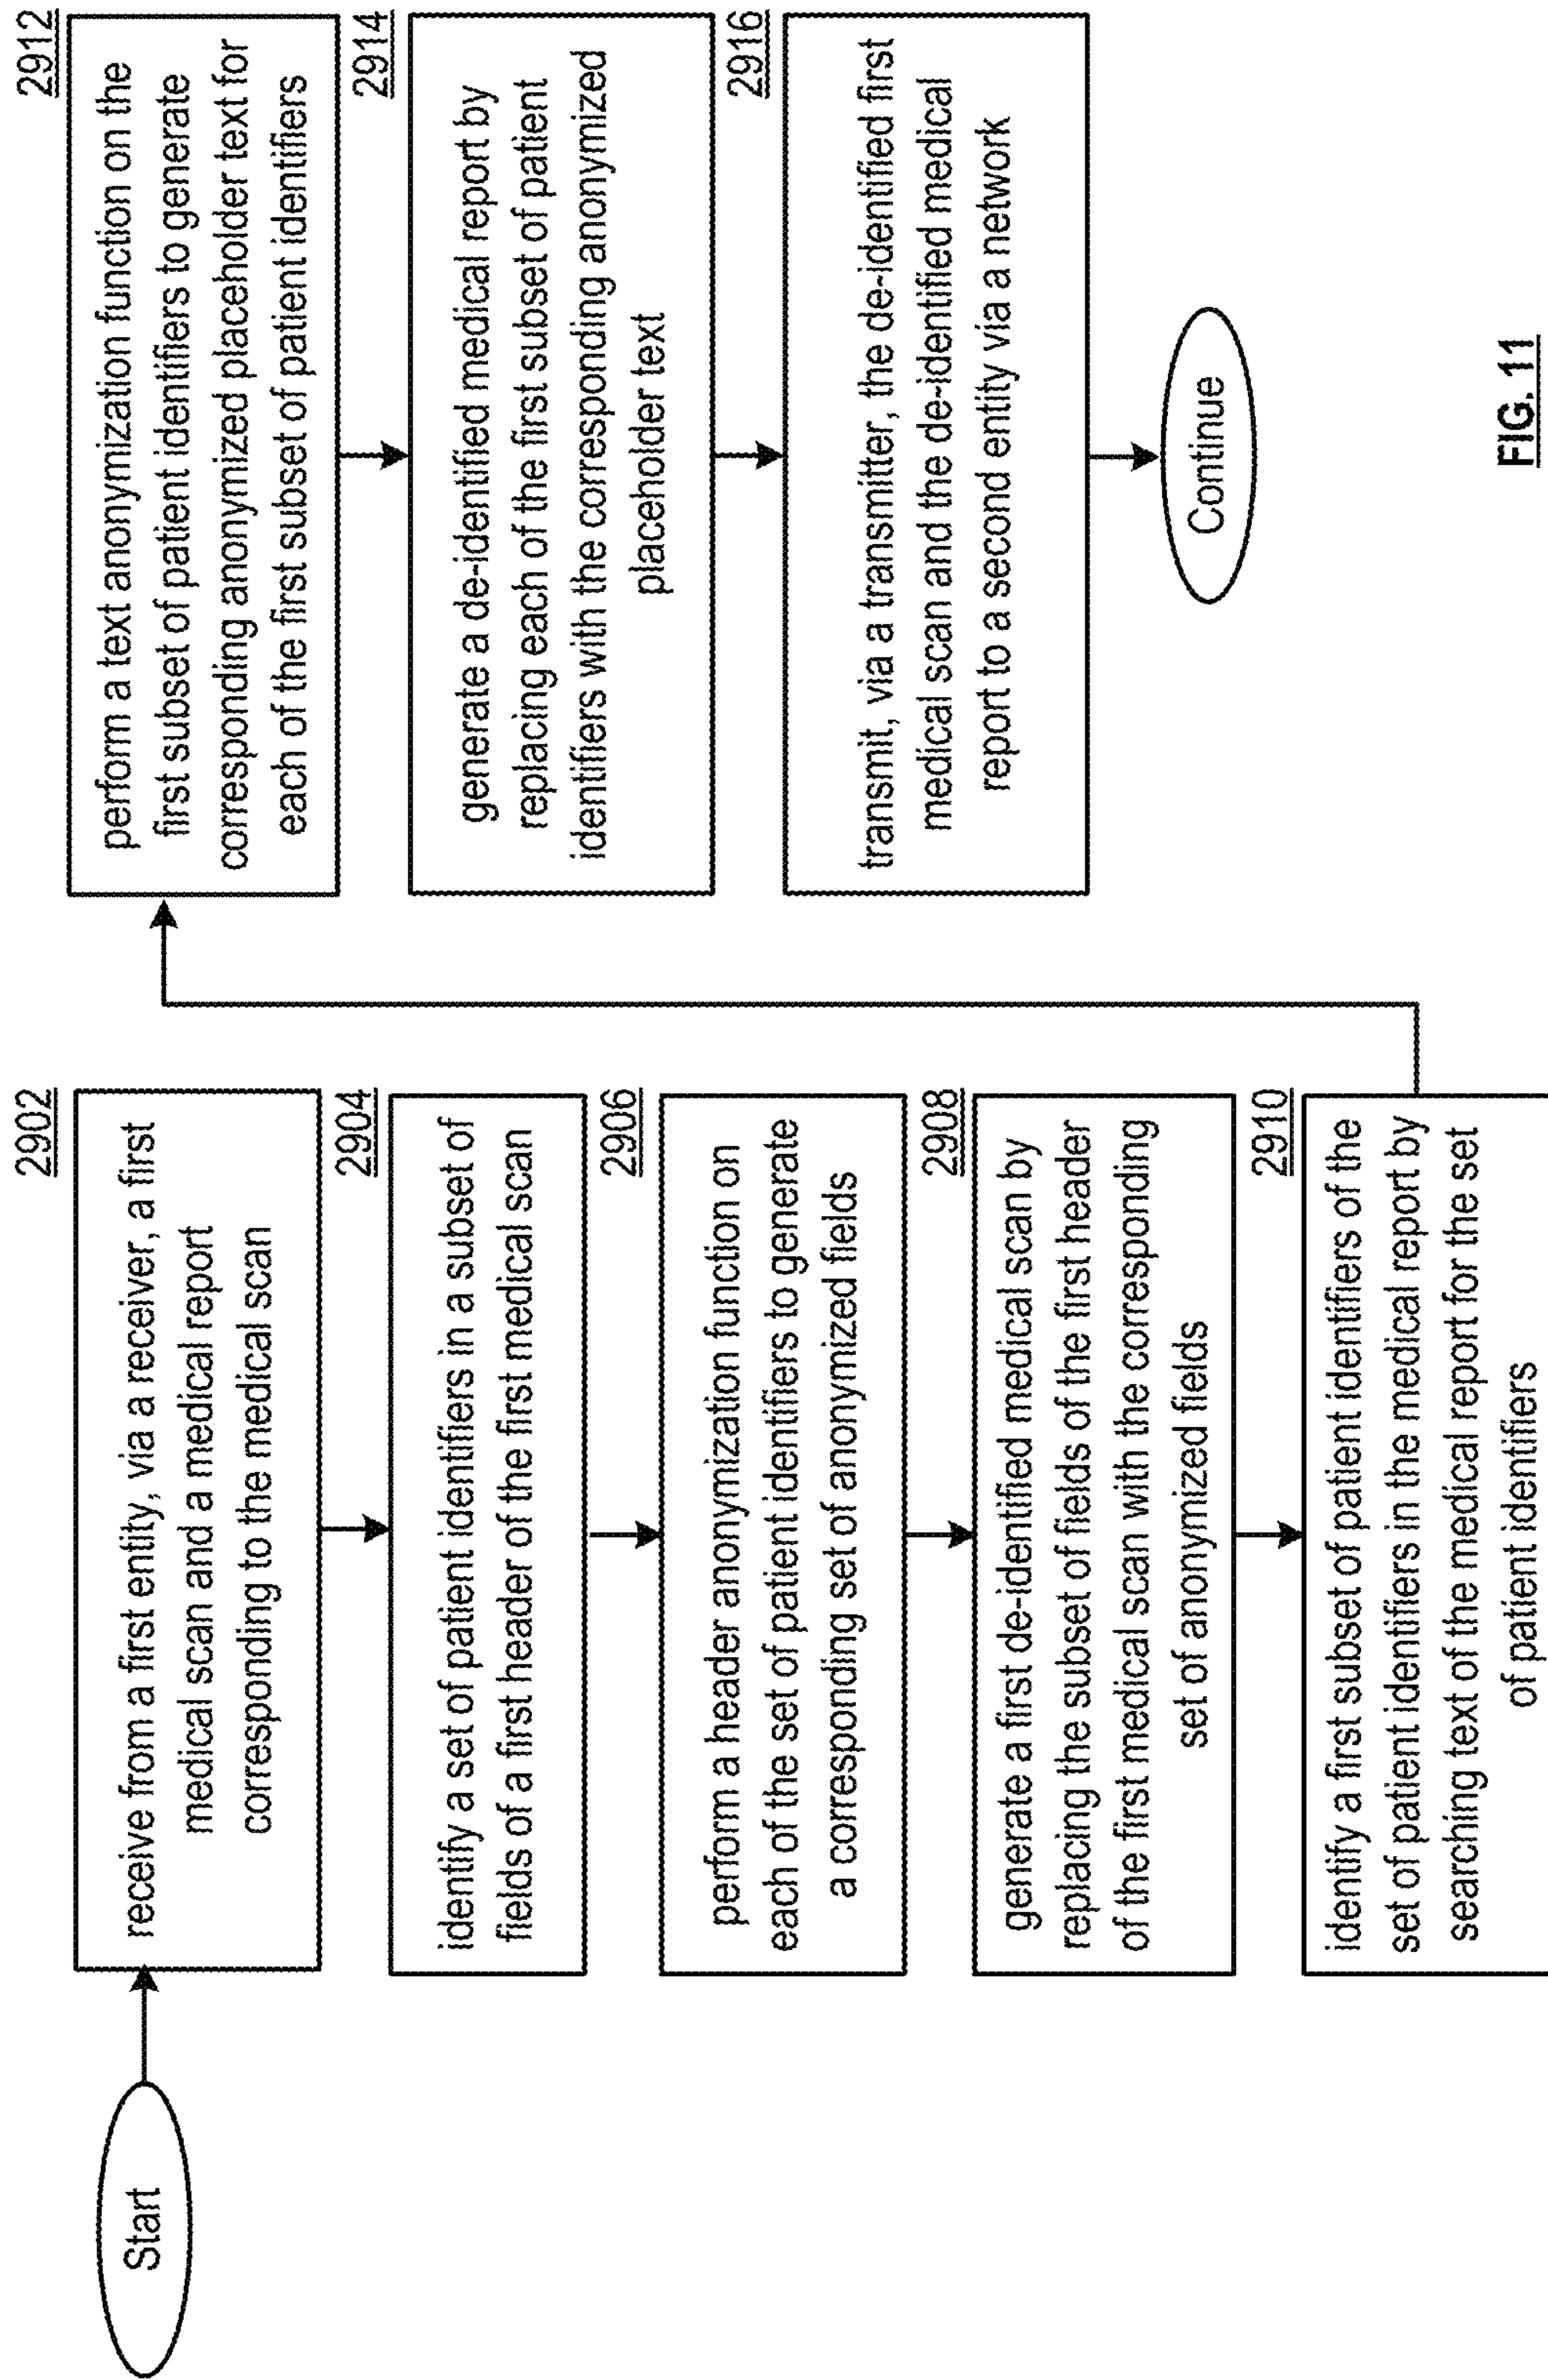 Start
2902
receive from a first entity, via a receiver, a first
medical scan and a medical report
corresponding to the medical scan
2904
identify a set of patient identifiers in a subset of
fields of a first header of the first medical scan
2906
perform a header anonymization function on
each of the set of patient identifiers to generate
a corresponding set of anonymized fields
2908
generate a first de-identified medical scan by
replacing the subset of fields of the first header
of the first medical scan with the corresponding
set of anonymized fields
2910
identify a first subset of patient identifiers of the
set of patient identifiers in the medical report by
searching text of the medical report for the set
of patient identifiers
2912
perform a text anonymization function on the
first subset of patient identifiers to generate
corresponding anonymized placeholder text for
each of the first subset of patient identifiers
2914
generate a de-identified medical report by
replacing each of the first subset of patient
identifiers with the corresponding anonymized
placeholder text
2916
transmit, via a transmitter, the de-identified first
medical scan and the de-identified medical
report to a second entity via a network
Continue
FIG. 11